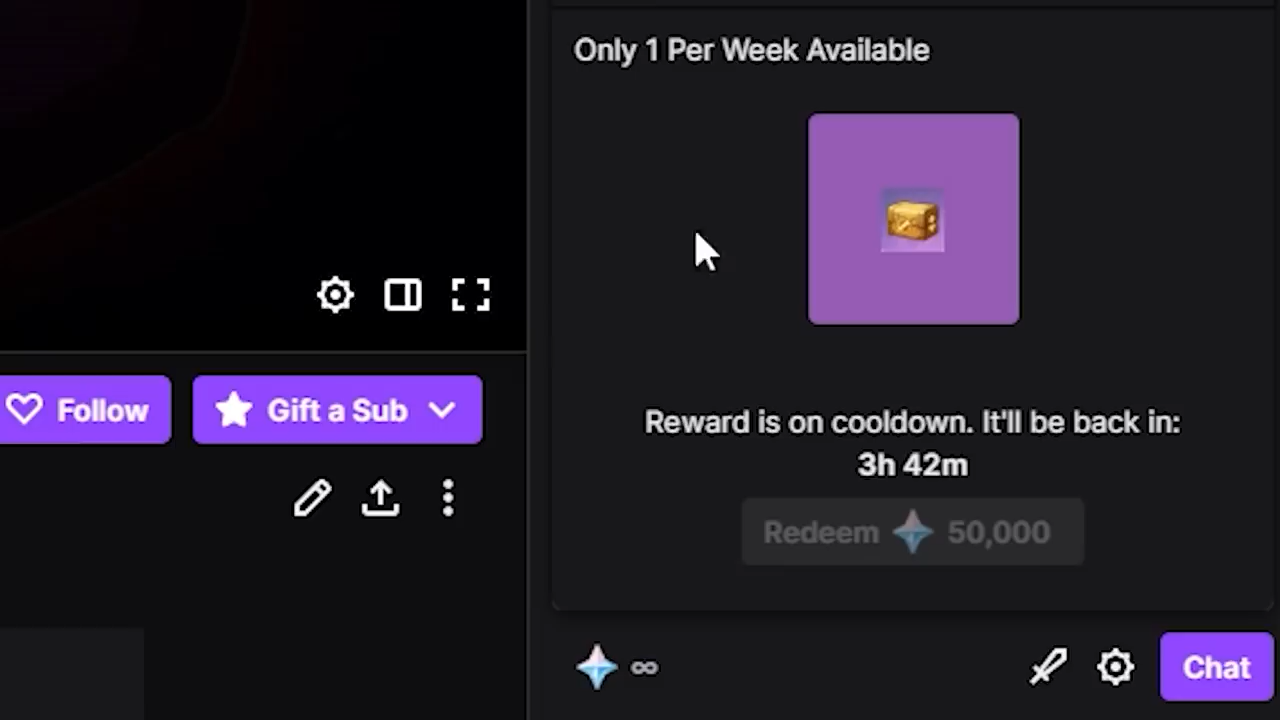 Only 1 Per Week Available
Follow
Gift a Sub
Reward is on cooldown. It'll be back in:
3h 42m
Redeem 50,000
∞
Chat